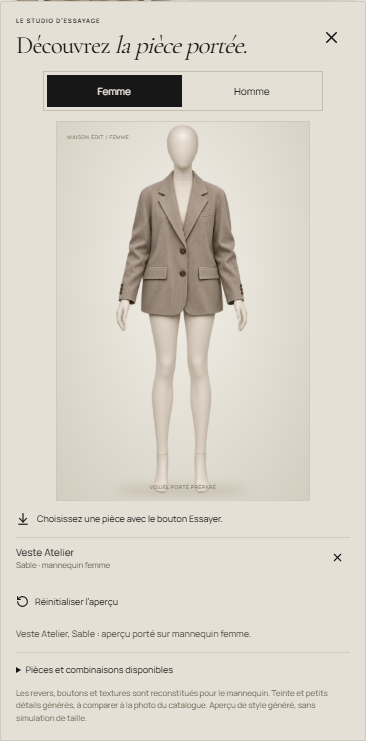 LE STUDIO D'ESSAYAGE
Découvrez la pièce portée.
Femme
Homme
MAISON ÉDIT / FEMME
VISUEL PORTÉ PRÉPARÉ
Choisissez une pièce avec le bouton Essayer.
Veste Atelier
Sable · mannequin femme
Réinitialiser l'aperçu
Veste Atelier, Sable : aperçu porté sur mannequin femme.
Pièces et combinaisons disponibles
Les revers, boutons et textures sont reconstitués pour le mannequin. Teinte et petits
détails générés, à comparer à la photo du catalogue. Aperçu de style généré, sans
simulation de taille.